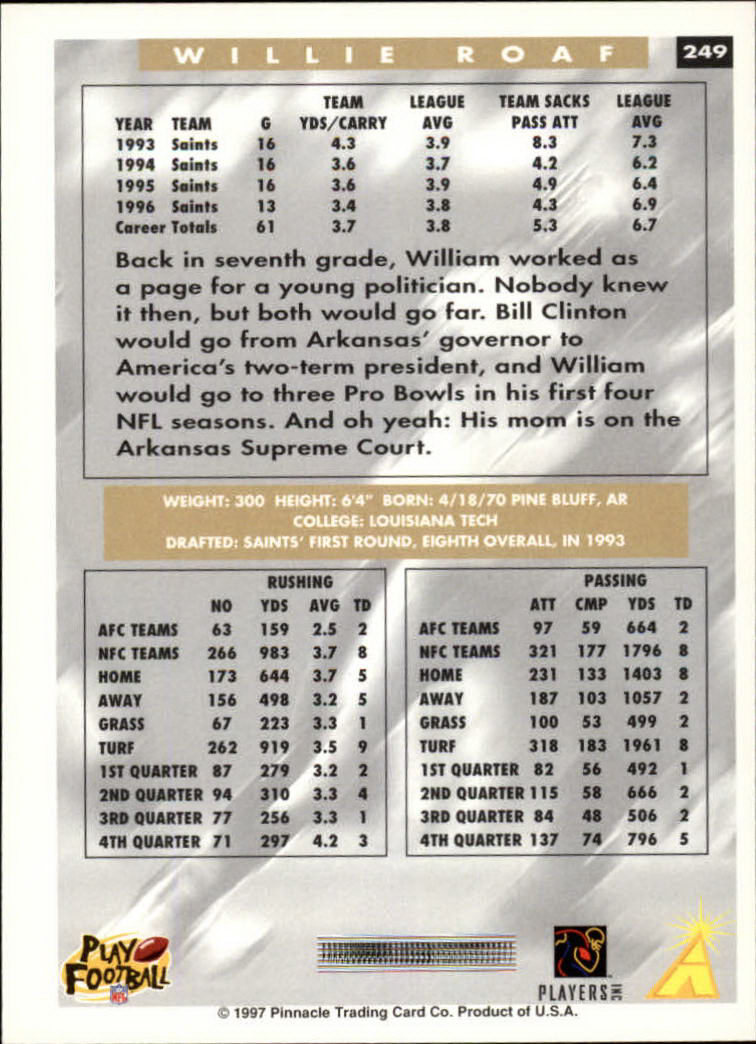 WILLIE ROAF 249
TEAM LEAGUE TEAM SACKS LEAGUE
YEAR TEAM G YDS/CARRY AVG PASS ATT AVG
1993 Saints 16 4.3 3.9 8.3 7.3
1994 Saints 16 3.6 3.7 4.2 6.2
1995 Saints 16 3.6 3.9 4.9 6.4
1996 Saints 13 3.4 3.8 4.3 6.9
Career Totals 61 3.7 3.8 5.3 6.7
Back in seventh grade, William worked as
a page for a young politician. Nobody knew
it then, but both would go far. Bill Clinton
would go from Arkansas' governor to
America's two-term president, and William
would go to three Pro Bowls in his first four
NFL seasons. And oh yeah: His mom is on the
Arkansas Supreme Court.
WEIGHT: 300 HEIGHT: 6'4" BORN: 4/18/70 PINE BLUFF, AR
COLLEGE: LOUISIANA TECH
DRAFTED: SAINTS' FIRST ROUND, EIGHTH OVERALL, IN 1993
RUSHING
NO YDS AVG TD
AFC TEAMS 63 159 2.5 2
NFC TEAMS 266 983 3.7 8
HOME 173 644 3.7 5
AWAY 156 498 3.2 5
GRASS 67 223 3.3 1
TURF 262 919 3.5 9
1ST QUARTER 87 279 3.2 2
2ND QUARTER 94 310 3.3 4
3RD QUARTER 77 256 3.3 1
4TH QUARTER 71 297 4.2 3
PASSING
ATT CMP YDS TD
AFC TEAMS 97 59 664 2
NFC TEAMS 321 177 1796 8
HOME 231 133 1403 8
AWAY 187 103 1057 2
GRASS 100 53 499 2
TURF 318 183 1961 8
1ST QUARTER 82 56 492 1
2ND QUARTER 115 58 666 2
3RD QUARTER 84 48 506 2
4TH QUARTER 137 74 796 5
PLAY
FOOTBALL
NFL
PLAYERS INC
© 1997 Pinnacle Trading Card Co. Product of U.S.A.